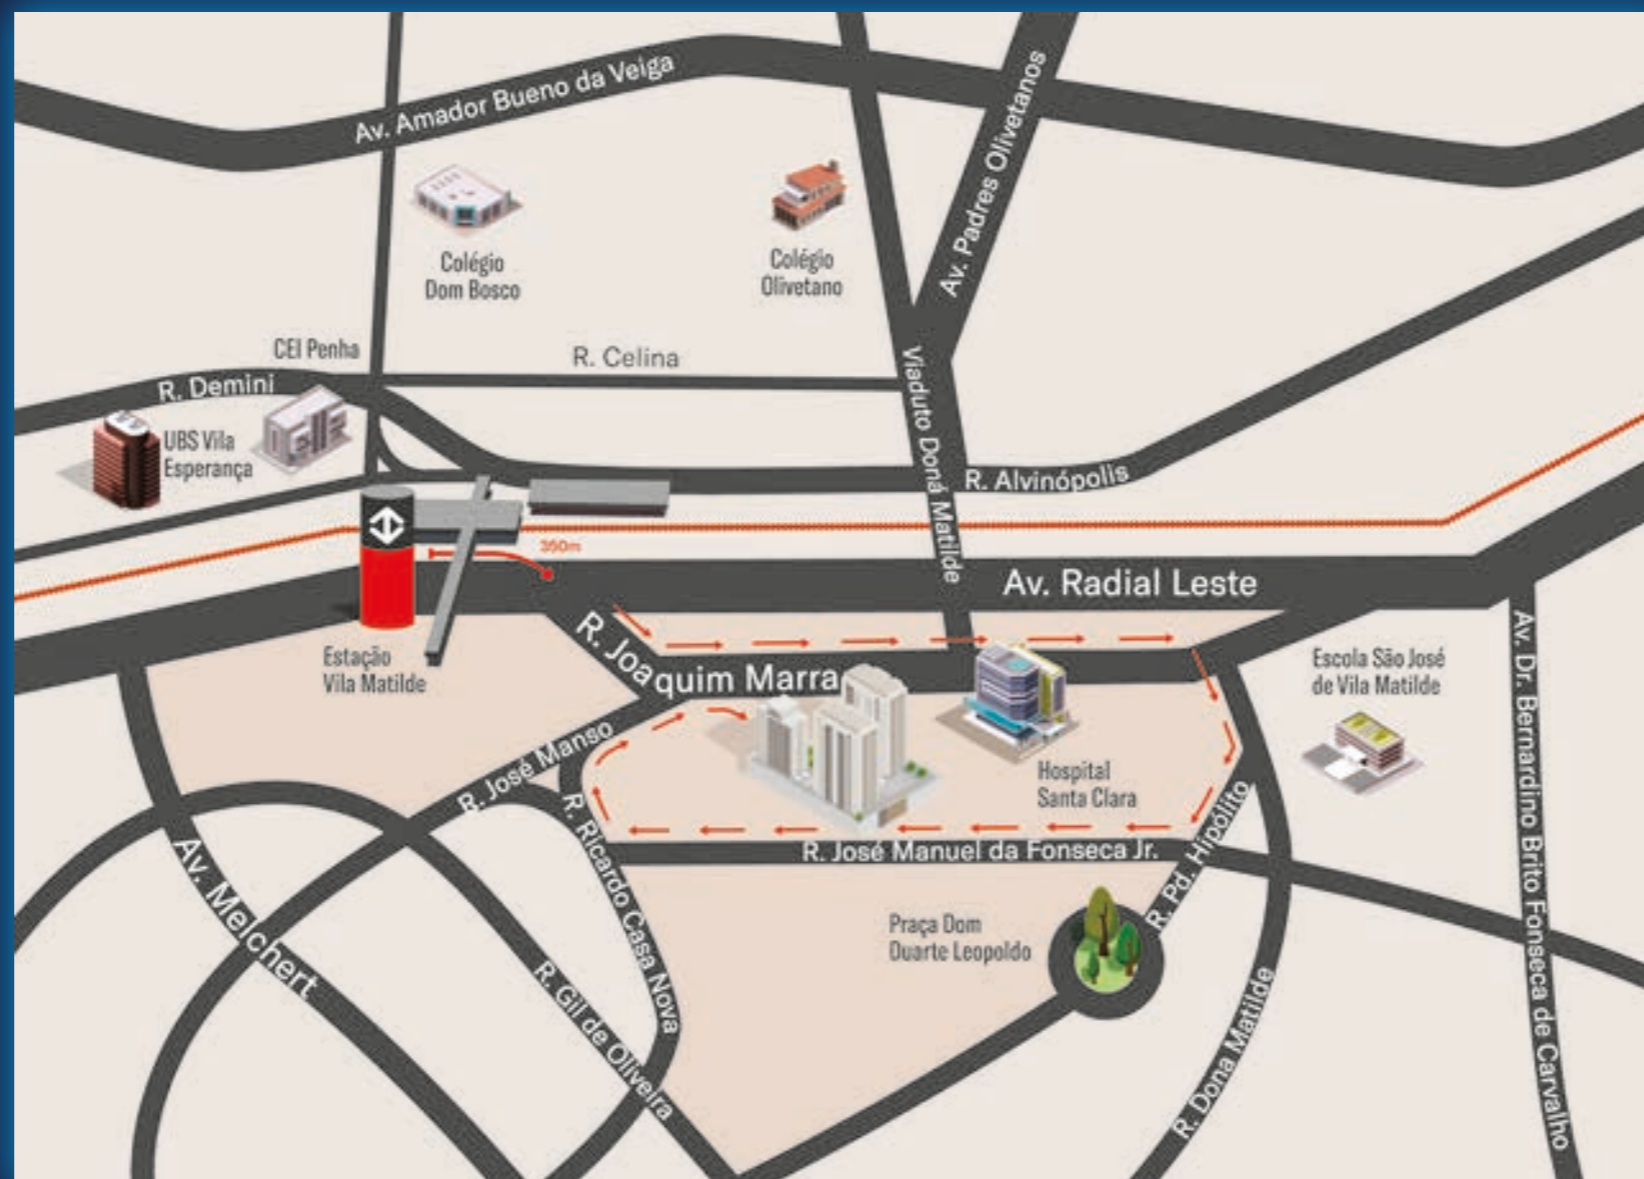 Av. Amador Bueno da Veiga
Av. Padres Olivetanos
Colégio
Dom Bosco
Colégio
Olivetano
CEI Penha
R. Celina
R. Demini
UBS Vila
Esperança
Viaduto Dona Matilde
R. Alvinópolis
350m
Av. Radial Leste
R. Joaquim Marra
Estação
Vila Matilde
Escola São José
de Vila Matilde
Av. Dr. Bernardino Brito Fonseca de Carvalho
R. José Manso
Hospital
Santa Clara
R. Pd. Hipólito
R. Ricardo Casa Nova
R. José Manuel da Fonseca Jr.
Av. Melchert
Praça Dom
Duarte Leopoldo
R. Gil de Oliveira
R. Dona Matilde